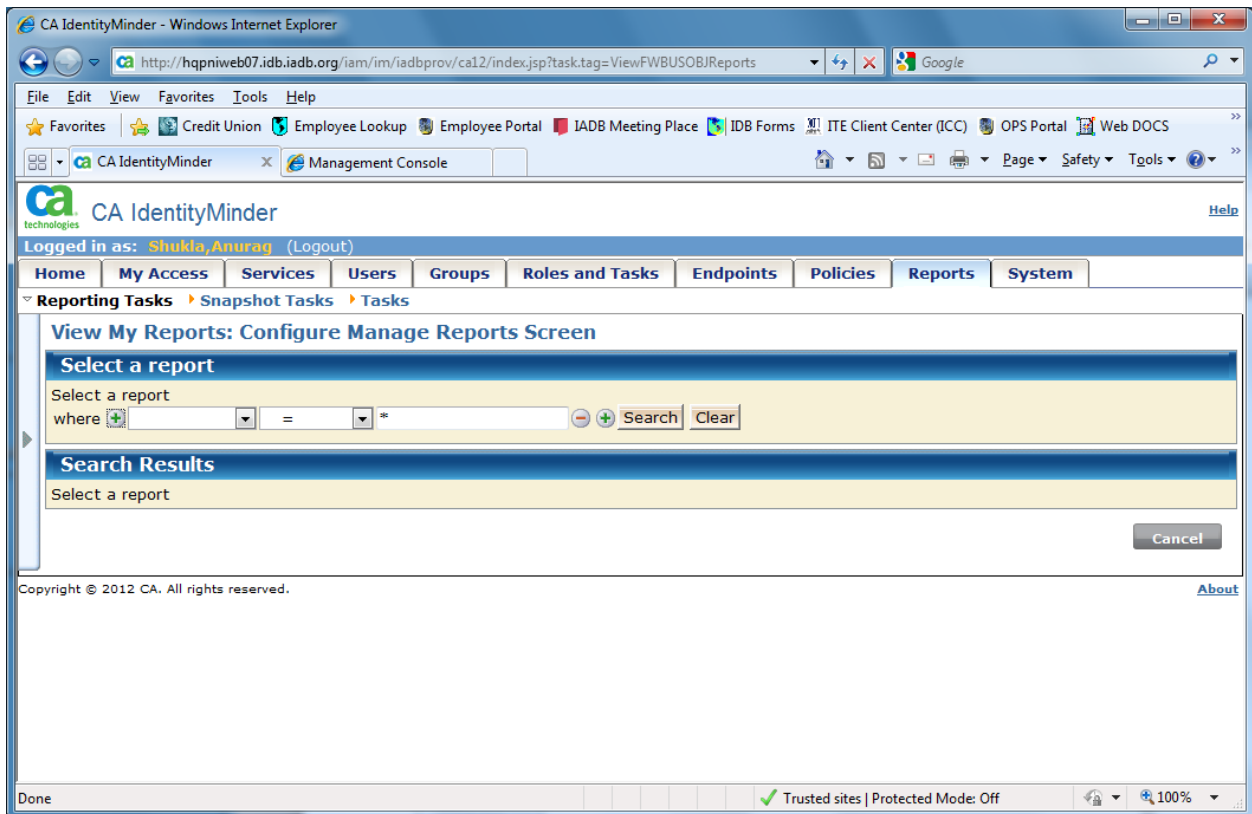 CA IdentityMinder - Windows Internet Explorer
http://hqpniweb07.idb.iadb.org/iam/im/iadbprov/ca12/index.jsp?task.tag=ViewFWBUSOBJReports
Google
File Edit View Favorites Tools Help
Favorites Credit Union Employee Lookup Employee Portal IADB Meeting Place IDB Forms ITE Client Center (ICC) OPS Portal Web DOCS »
CA IdentityMinder x Management Console Page Safety Tools »
ca technologies CA IdentityMinder Help
Logged in as: Shukla,Anurag (Logout)
Home My Access Services Users Groups Roles and Tasks Endpoints Policies Reports System
Reporting Tasks Snapshot Tasks Tasks
View My Reports: Configure Manage Reports Screen
Select a report
Select a report
where = * Search Clear
Search Results
Select a report
Cancel
Copyright © 2012 CA. All rights reserved. About
Done Trusted sites | Protected Mode: Off 100%